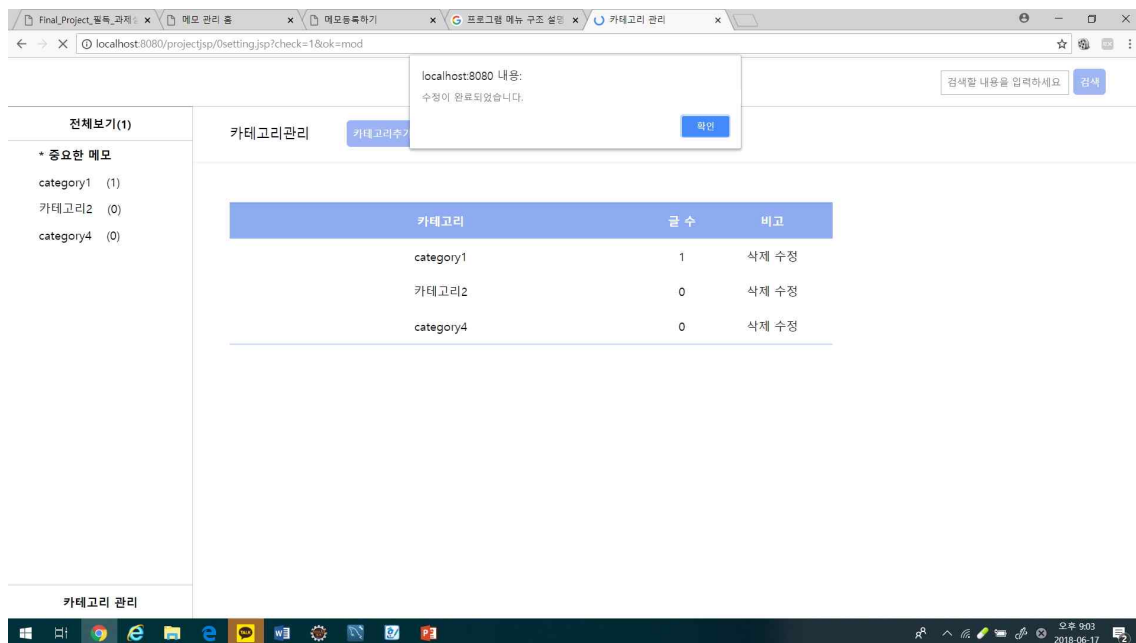 Final_Project_필독_과제
메모 관리 홈
메모등록하기
프로그램 메뉴 구조 설명
카테고리 관리
localhost:8080/projectjsp/0setting.jsp?check=1&ok=mod
localhost:8080 내용:
수정이 완료되었습니다.
확인
검색할 내용을 입력하세요
검색
전체보기(1)
* 중요한 메모
category1 (1)
카테고리2 (0)
category4 (0)
카테고리관리
카테고리추가
카테고리 글 수 비고
category1 1 삭제 수정
카테고리2 0 삭제 수정
category4 0 삭제 수정
카테고리 관리
TALK
오후 9:03
2018-06-17